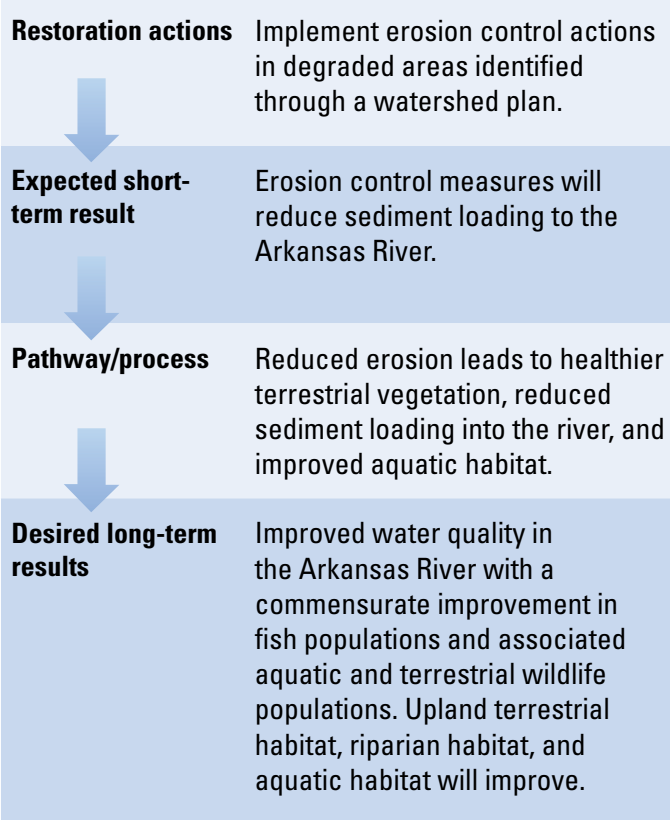 Restoration actions
Implement erosion control actions
in degraded areas identified
through a watershed plan.
Expected short-
term result
Erosion control measures will
reduce sediment loading to the
Arkansas River.
Pathway/process
Reduced erosion leads to healthier
terrestrial vegetation, reduced
sediment loading into the river, and
improved aquatic habitat.
Desired long-term
results
Improved water quality in
the Arkansas River with a
commensurate improvement in
fish populations and associated
aquatic and terrestrial wildlife
populations. Upland terrestrial
habitat, riparian habitat, and
aquatic habitat will improve.